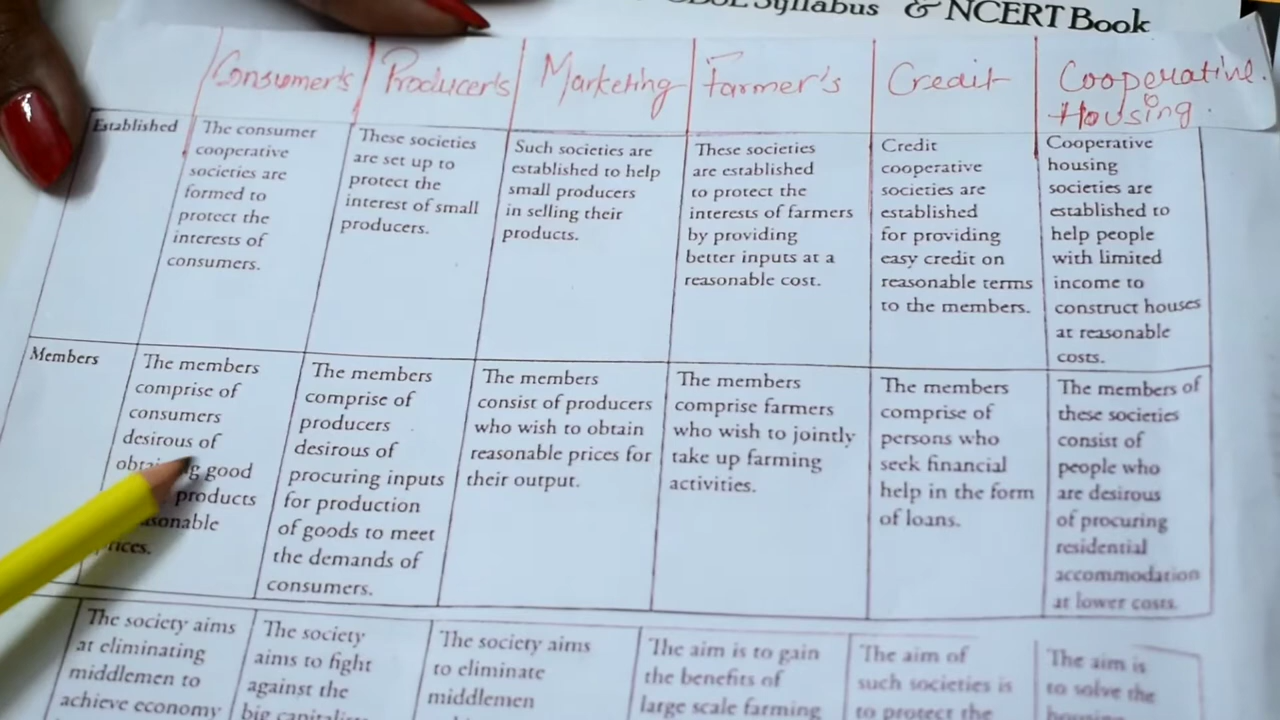 Syllabus & NCERT Book
Consumer's
Producer's
Marketing
Farmer's
Credit
Cooperative
Housing
Established
The consumer
cooperative
societies are
formed to
protect the
interests of
consumers.
These societies
are set up to
protect the
interest of small
producers.
Such societies are
established to help
small producers
in selling their
products.
These societies
are established
to protect the
interests of farmers
by providing
better inputs at a
reasonable cost.
Credit
cooperative
societies are
established
for providing
easy credit on
reasonable terms
to the members.
Cooperative
housing
societies are
established to
help people
with limited
income to
construct houses
at reasonable
costs.
Members
The members
comprise of
consumers
desirous of
good
products
prices.
The members
comprise of
producers
desirous of
procuring inputs
for production
of goods to meet
the demands of
consumers.
The members
consist of producers
who wish to obtain
reasonable prices for
their output.
The members
comprise farmers
who wish to jointly
take up farming
activities.
The members
comprise of
persons who
seek financial
help in the form
of loans.
The members of
these societies
consist of
people who
are desirous
of procuring
residential
accommodation
at lower costs.
The society aims
at eliminating
middlemen to
achieve economy
The society
aims to fight
against the
big
The society aims
to eliminate
middlemen
The aim is to gain
the benefits of
large scale farming
The aim of
such societies is
to protect the
The aim is
to solve the
housing